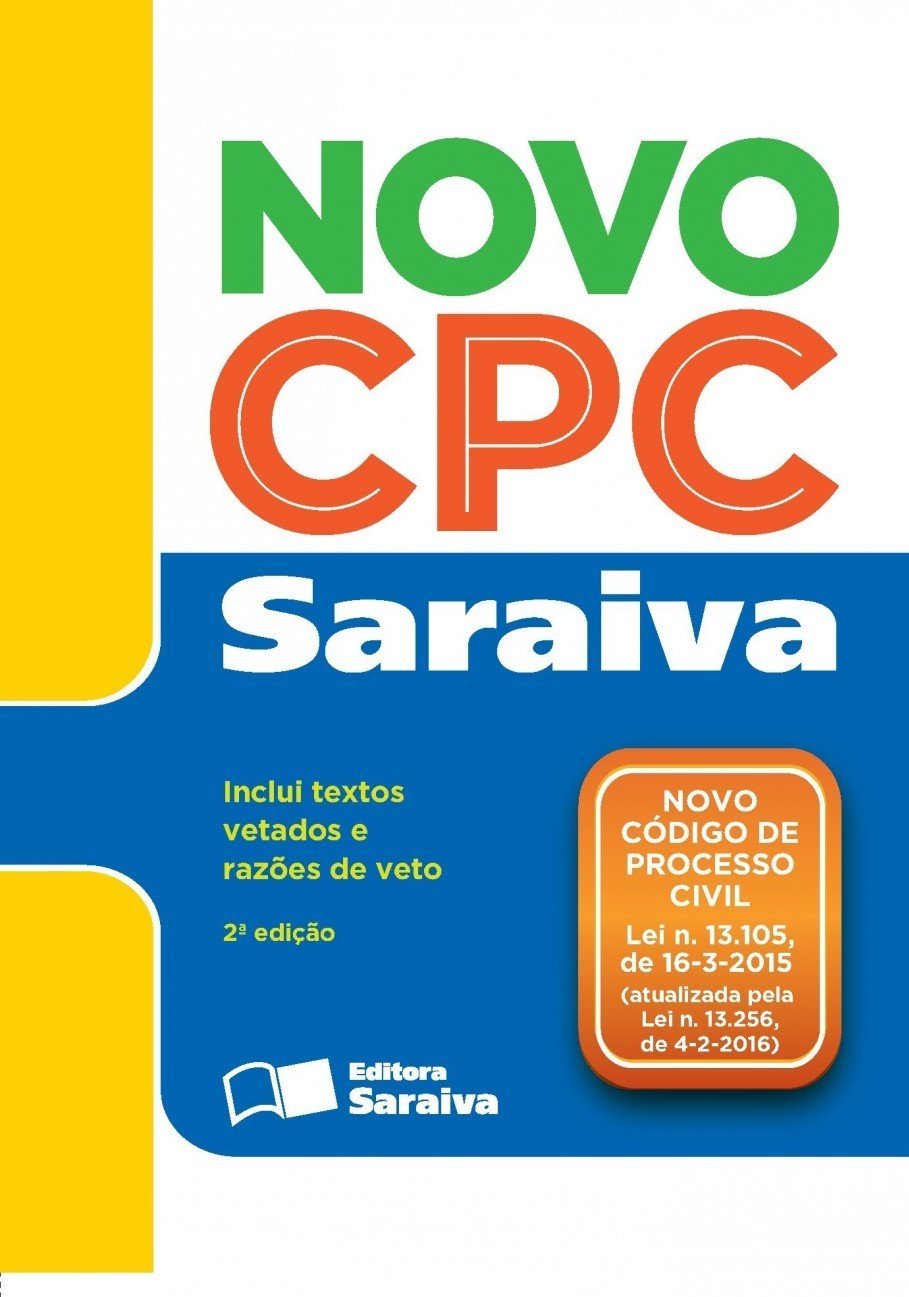 NOVO
CPC
Saraiva
Inclui textos
vetados e
razões de veto
2ª edição
NOVO
CÓDIGO DE
PROCESSO
CIVIL
Lei n. 13.105,
de 16-3-2015
(atualizada pela
Lei n. 13.256,
de 4-2-2016)
Editora
Saraiva